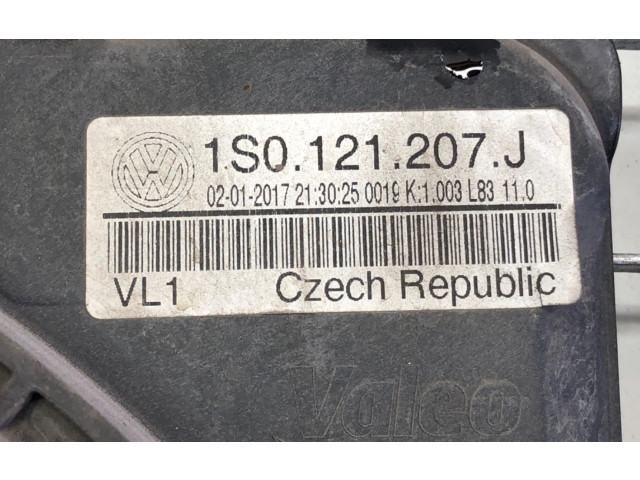 1S0.121.207.J
02-01-2017 21:30:25 0019 K:1.003 L83 11.0
VL1 Czech Republic
Valeo